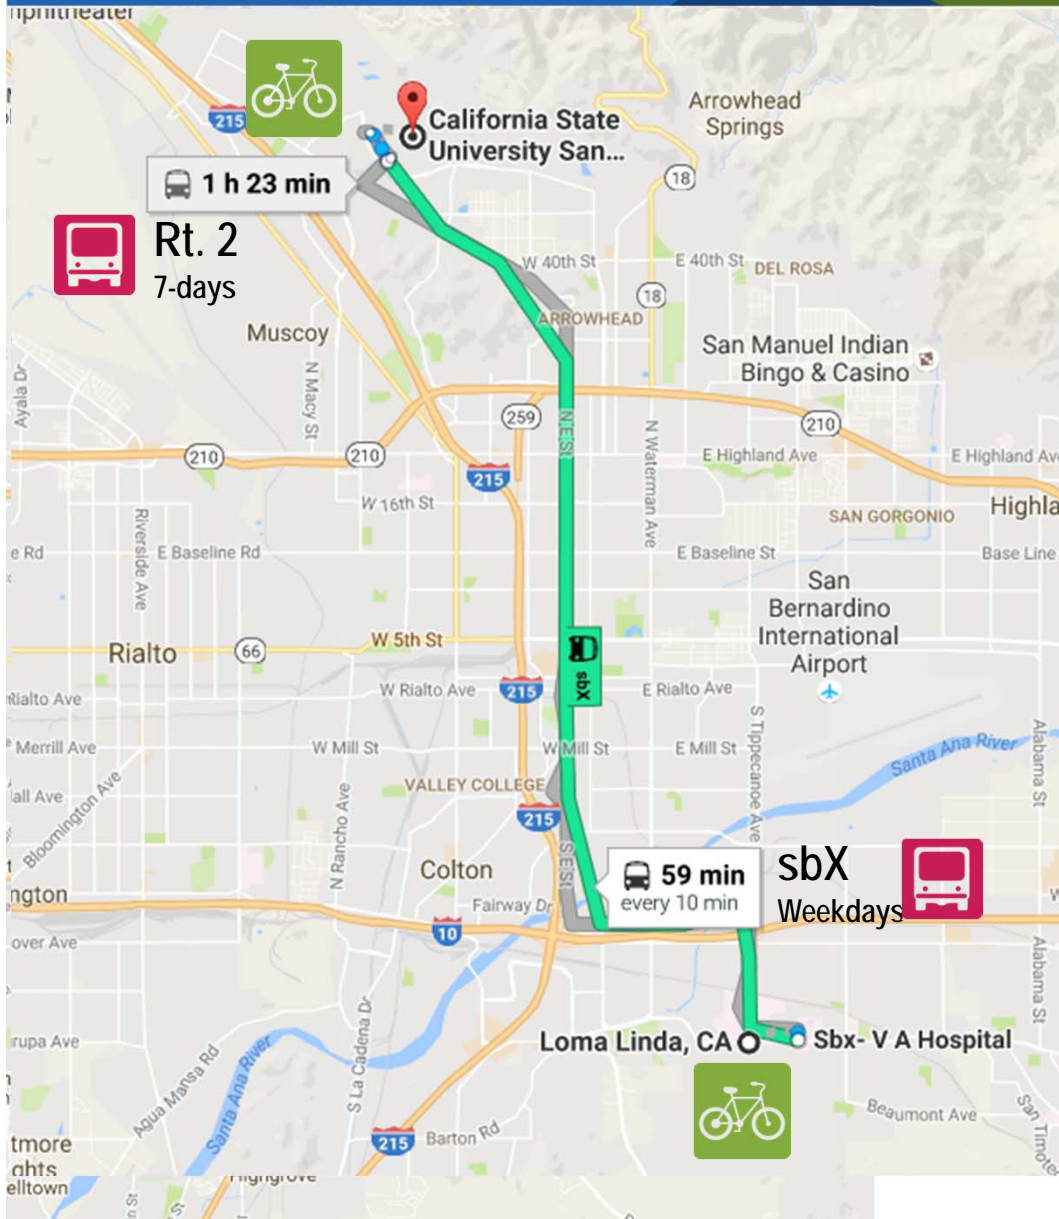 215
California State
University San...
Arrowhead
Springs
1 h 23 min
18
Rt. 2
7-days
W 40th St
E 40th St
DEL ROSA
18
ARROWHEAD
Muscoy
San Manuel Indian
Bingo & Casino
Ayala Dr
N Macy St
259
210
N E St
N Waterman Ave
210
210
E Highland Ave
E Highland Ave
215
W 16th St
SAN GORGONIO
Highla
Riverside Ave
e Rd
E Baseline Rd
E Baseline St
Base Line
San
Bernardino
International
Airport
W 5th St
Rialto
66
sbX
Rialto Ave
W Rialto Ave
215
E Rialto Ave
S Tippecanoe Ave
Alabama St
Merrill Ave
W Mill St
W Mill St
E Mill St
Santa Ana River
VALLEY COLLEGE
all Ave
Bloomington Ave
N Rancho Ave
215
S E St
Colton
59 min
every 10 min
sbX
Weekdays
ngton
Fairway Dr
10
over Ave
Alabama St
Loma Linda, CA
Sbx- V A Hospital
rupa Ave
Agua Mansa Rd
Santa Ana River
S La Cadena Dr
215
Barton Rd
Beaumont Ave
San Timote
tmore
ghts
elltown
Highgrove
St